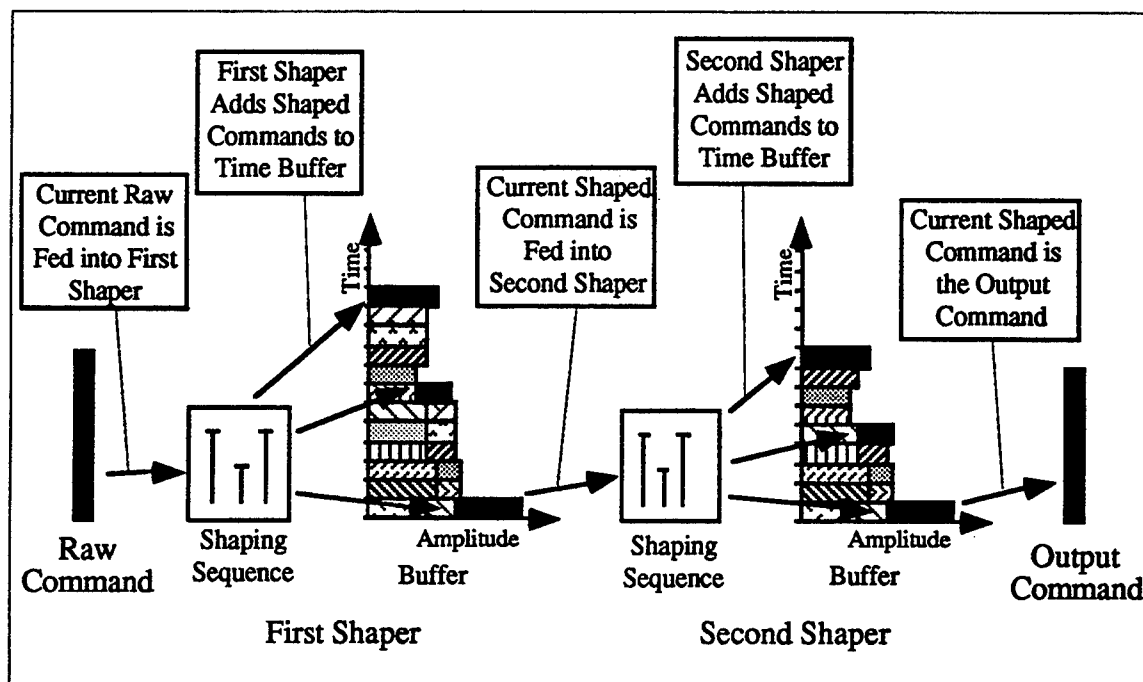 First Shaper
Adds Shaped
Commands to
Time Buffer
Second Shaper
Adds Shaped
Commands to
Time Buffer
Current Raw
Command is
Fed into First
Shaper
Current Shaped
Command is
Fed into
Second Shaper
Current Shaped
Command is
the Output
Command
Time
Time
Raw
Command
Shaping
Sequence
Amplitude
Buffer
Shaping
Sequence
Amplitude
Buffer
Output
Command
First Shaper
Second Shaper